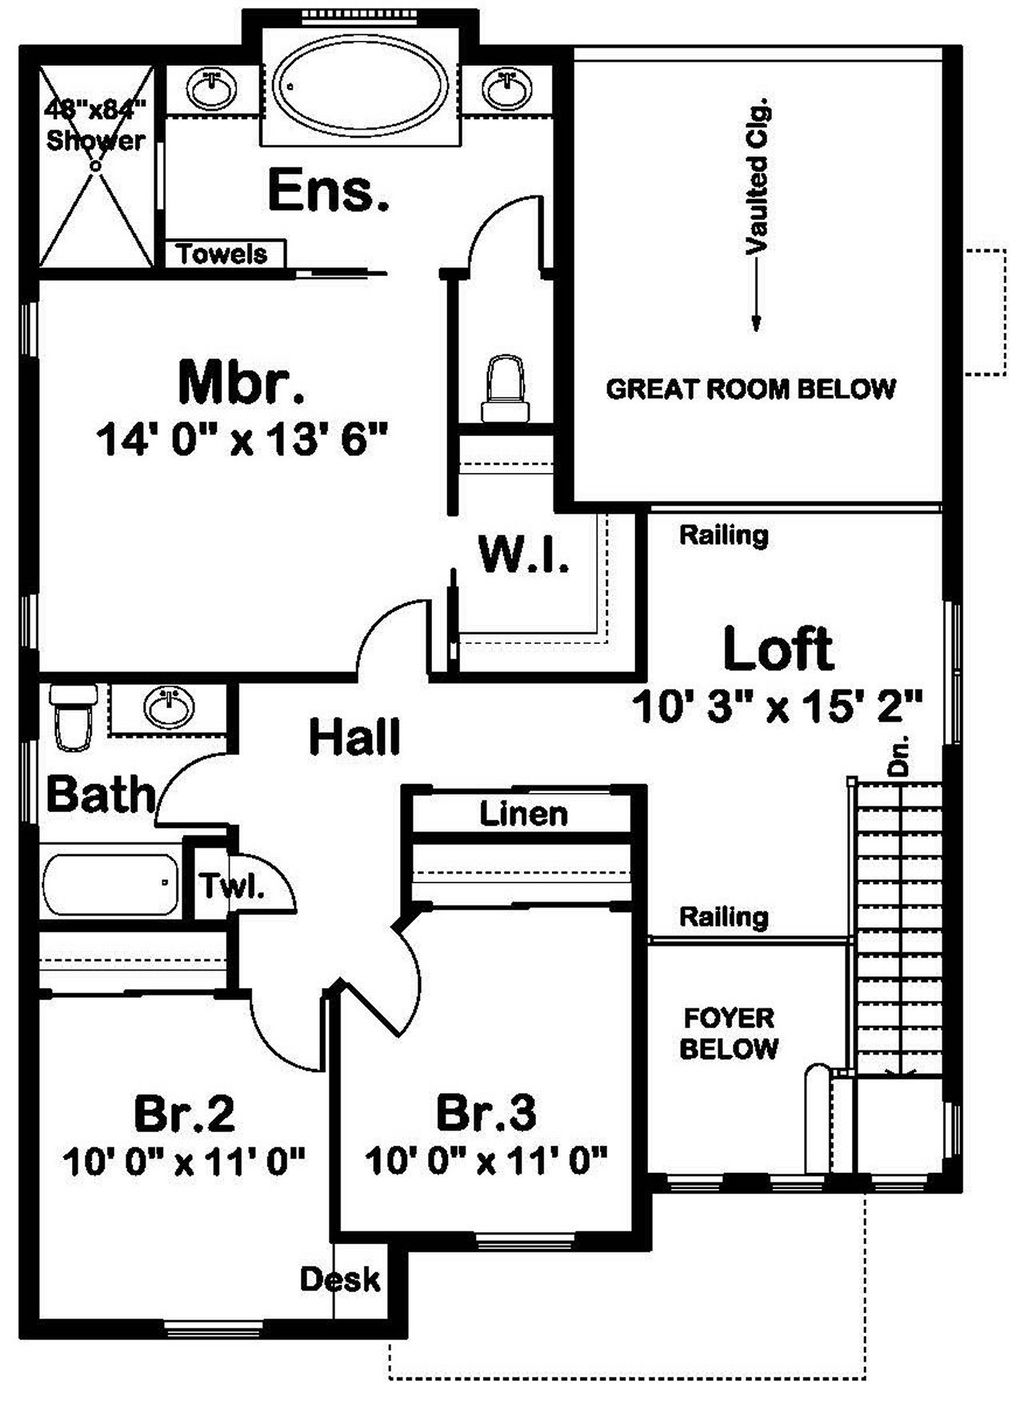 48"x84"
Shower
Ens.
Towels
Vaulted Clg.
Mbr.
14' 0" x 13' 6"
GREAT ROOM BELOW
W.I.
Railing
Loft
10' 3" x 15' 2"
Hall
Dn.
Bath
Linen
Twl.
Railing
FOYER
BELOW
Br.2
10' 0" x 11' 0"
Br.3
10' 0" x 11' 0"
Desk